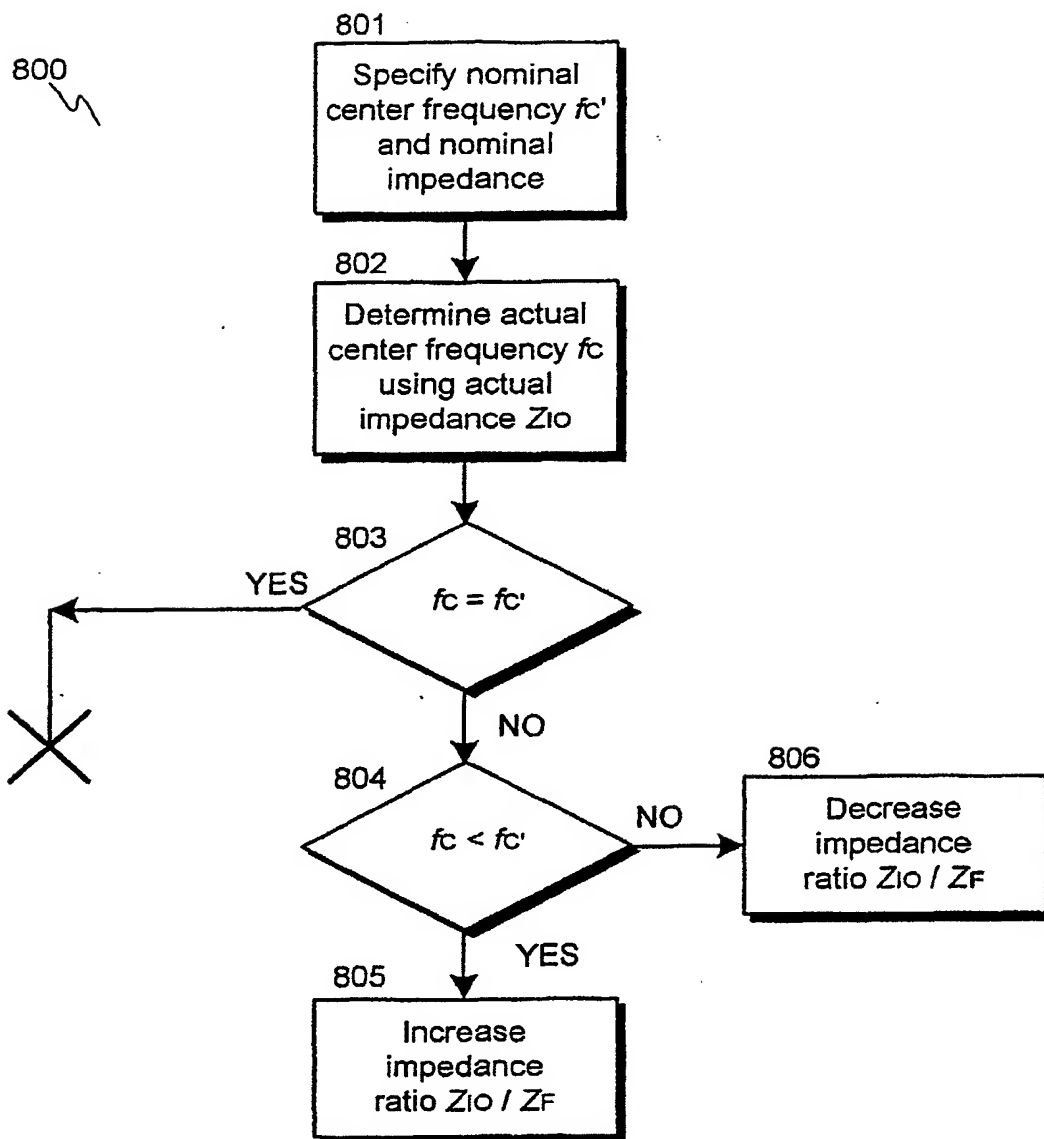 800
801
Specify nominal
center frequency fc'
and nominal
impedance
802
Determine actual
center frequency fc
using actual
impedance ZIO
803
YES
fc = fc'
NO
804
fc < fc'
NO
806
Decrease
impedance
ratio ZIO / ZF
YES
805
Increase
impedance
ratio ZIO / ZF